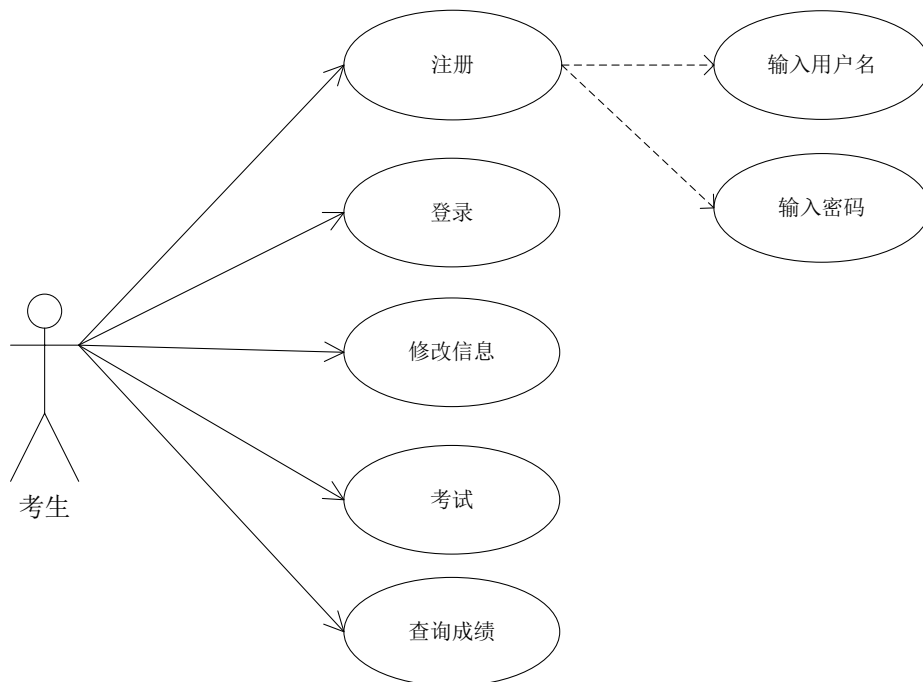 注册
输入用户名
登录
输入密码
修改信息
考试
考生
查询成绩